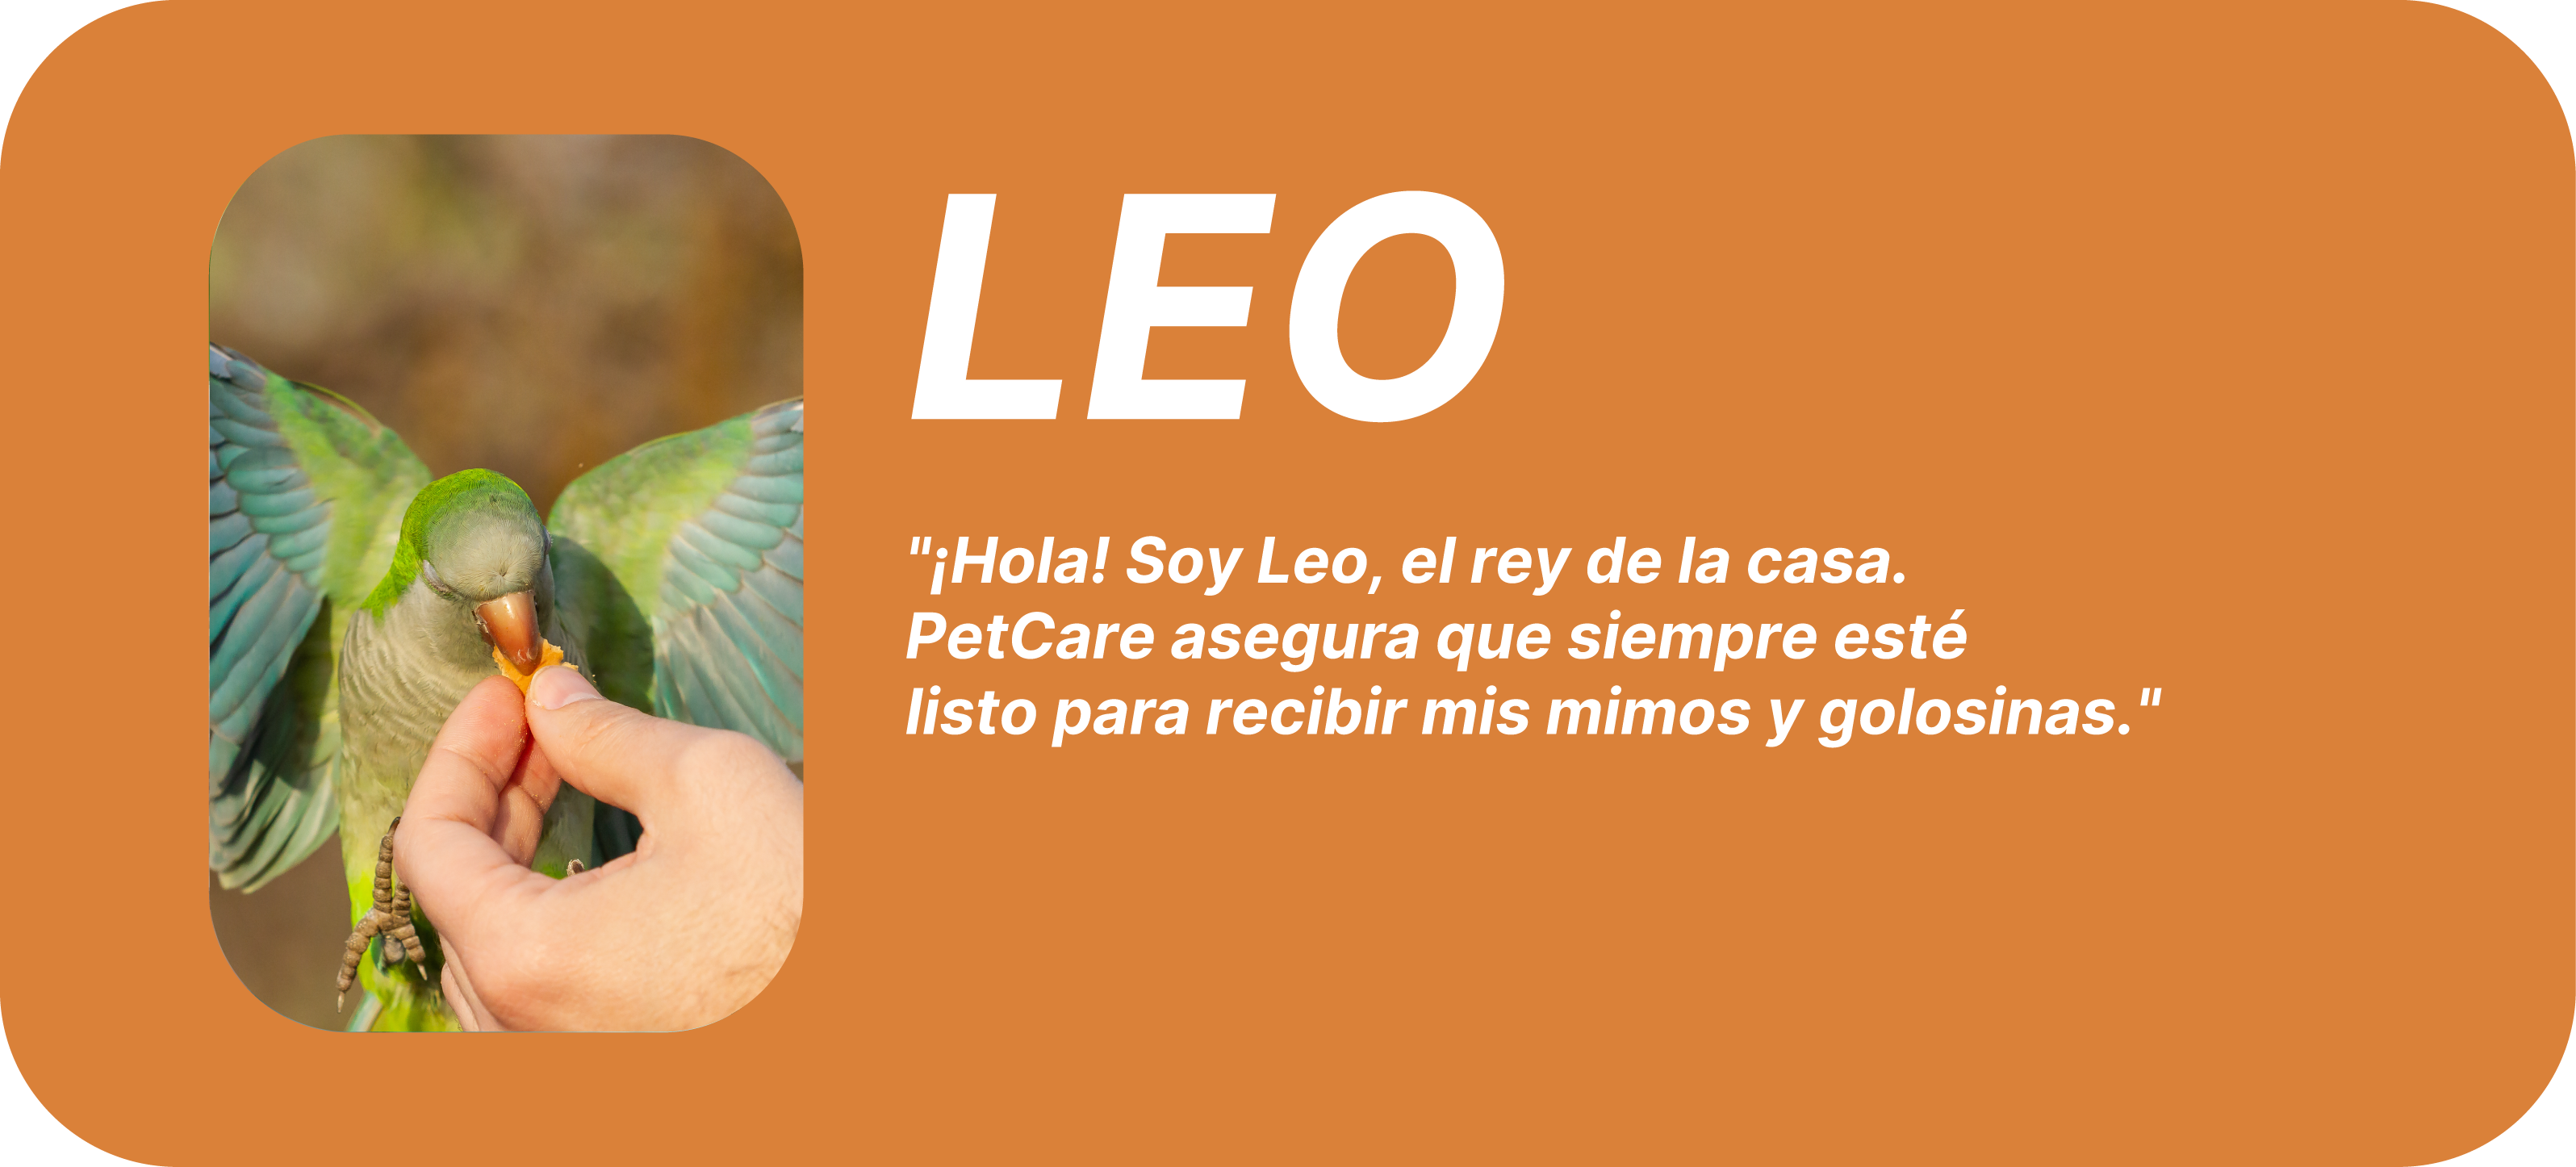 LEO
"¡Hola! Soy Leo, el rey de la casa.
PetCare asegura que siempre esté
listo para recibir mis mimos y golosinas."